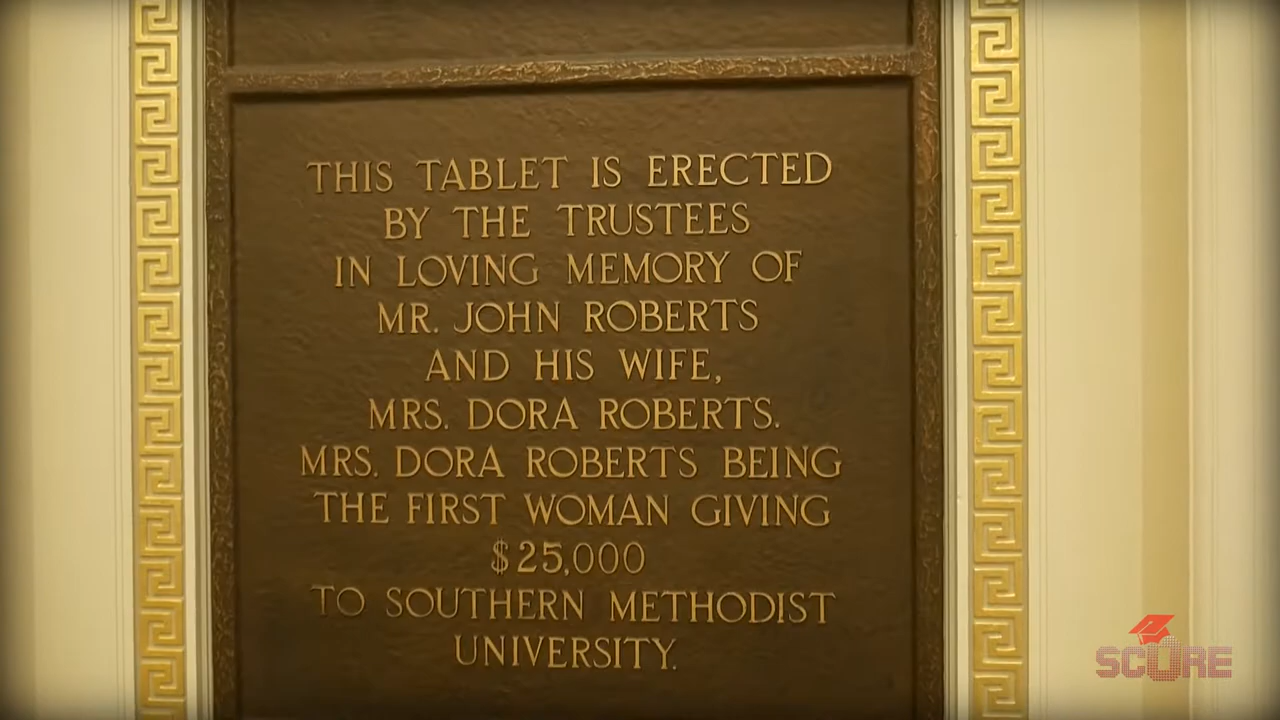 THIS TABLET IS ERECTED
BY THE TRUSTEES
IN LOVING MEMORY OF
MR. JOHN ROBERTS
AND HIS WIFE,
MRS. DORA ROBERTS.
MRS. DORA ROBERTS BEING
THE FIRST WOMAN GIVING
$25,000
TO SOUTHERN METHODIST
UNIVERSITY.
SCORE